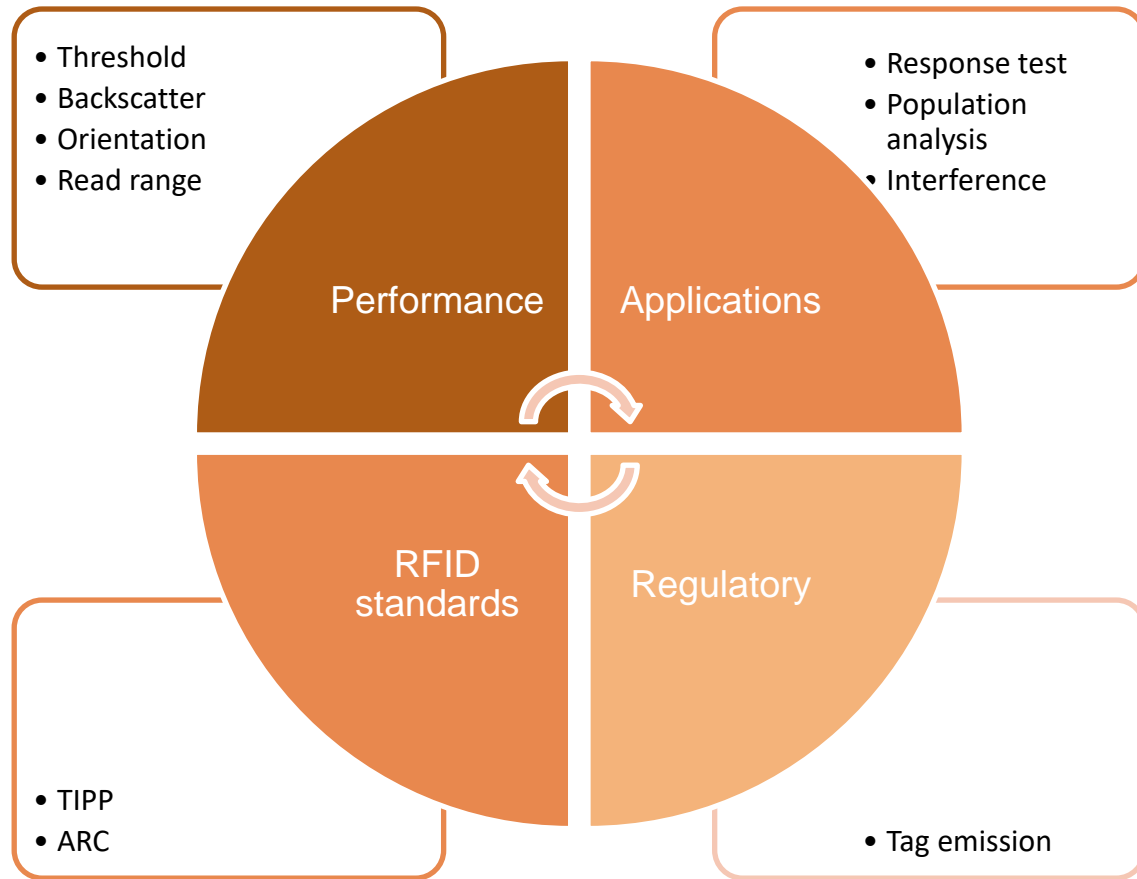 • Threshold
• Backscatter
• Orientation
• Read range
• Response test
• Population
analysis
• Interference
Performance
Applications
RFID
standards
Regulatory
• TIPP
• ARC
• Tag emission